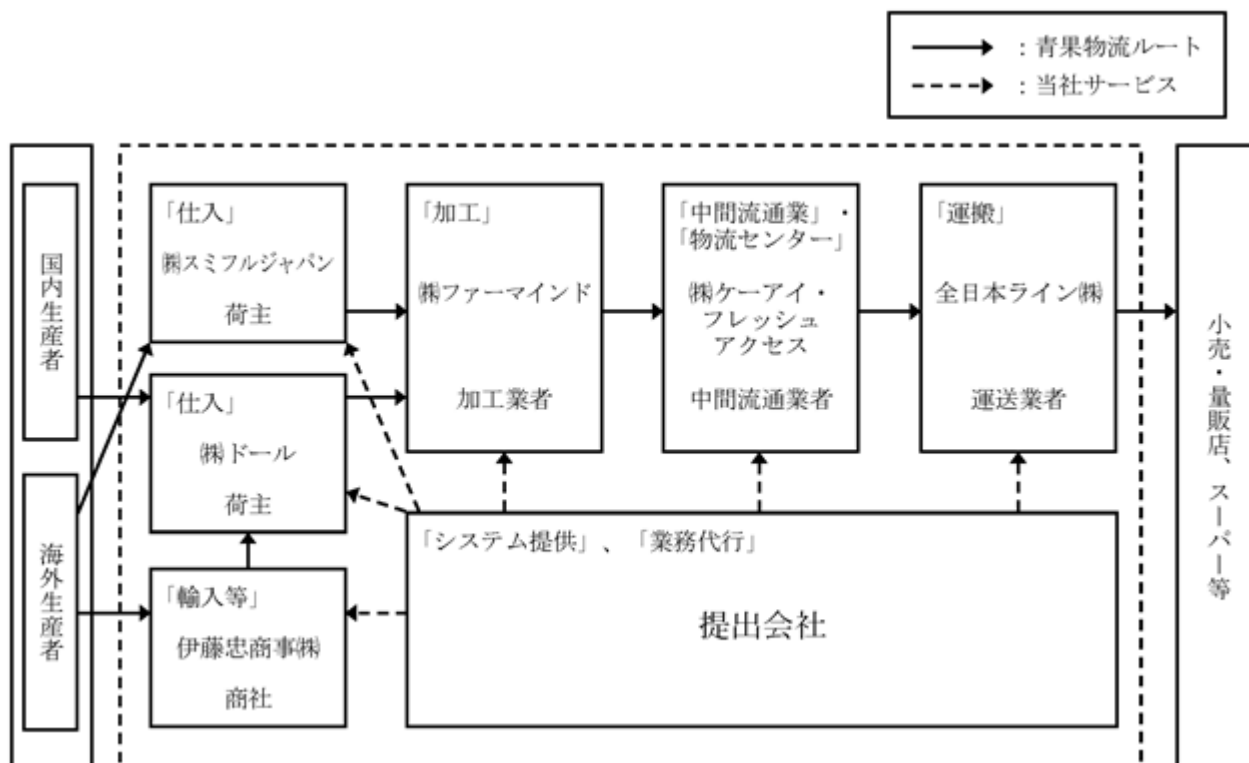 ：青果物流ルート
：当社サービス
国内生産者
海外生産者
「仕入」
㈱スミフルジャパン
荷主
「仕入」
㈱ドール
荷主
「輸入等」
伊藤忠商事㈱
商社
「加工」
㈱ファーマインド
加工業者
「中間流通業」・
「物流センター」
㈱ケーアイ・
フレッシュ
アクセス
中間流通業者
「運搬」
全日本ライン㈱
運送業者
「システム提供」、「業務代行」
提出会社
小売・量販店、スーパー等